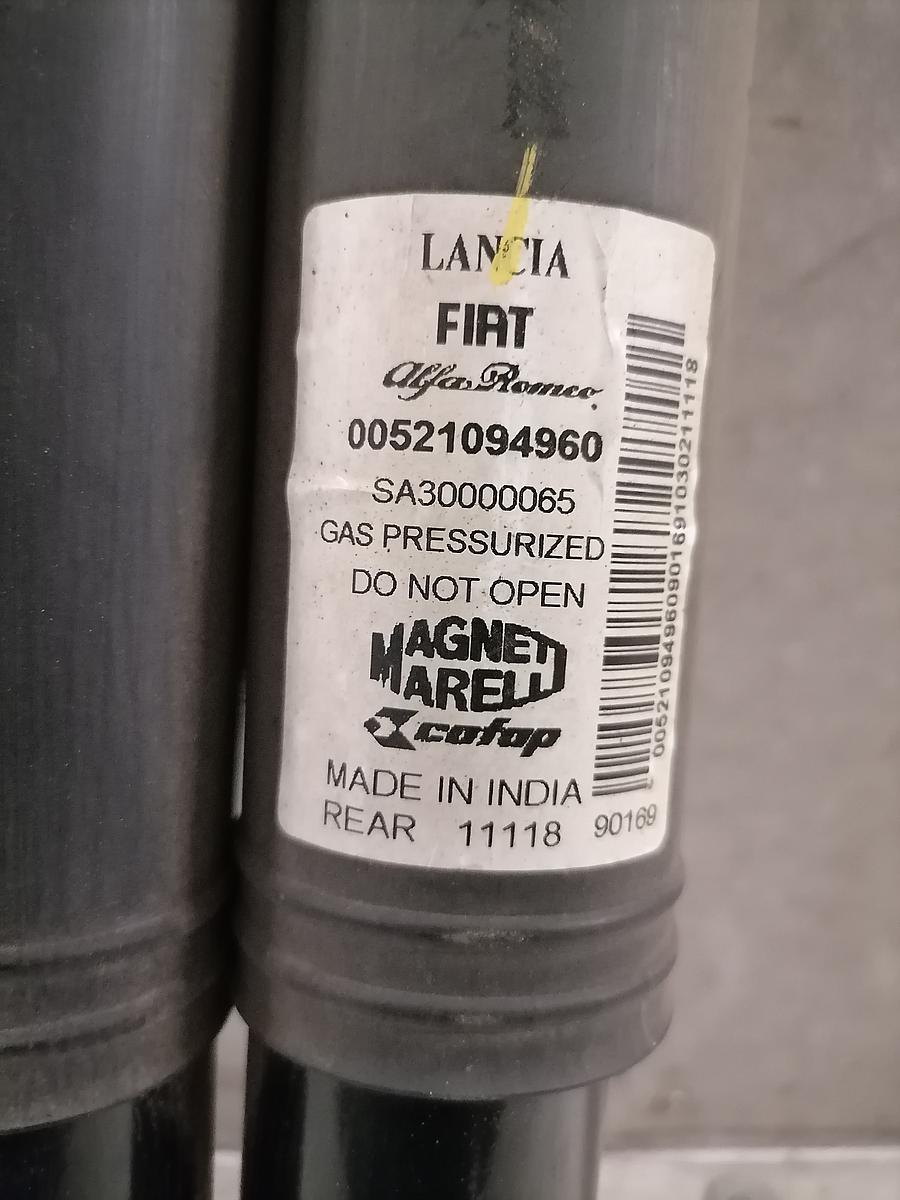 LANCIA
FIAT
Alfa Romeo
00521094960
SA30000065
GAS PRESSURIZED
DO NOT OPEN
MAGNETI
MARELLI
cofap
MADE IN INDIA
REAR 11118 90169
00521094960901691030211118